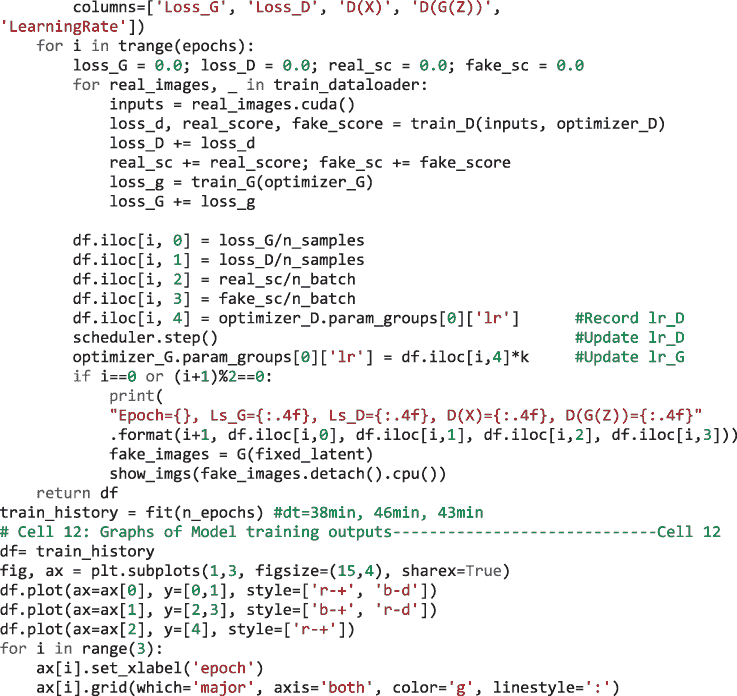 columns=['Loss_G', 'Loss_D', 'D(X)', 'D(G(Z))',
'LearningRate'])
    for i in trange(epochs):
        loss_G = 0.0; loss_D = 0.0; real_sc = 0.0; fake_sc = 0.0
        for real_images, _ in train_dataloader:
            inputs = real_images.cuda()
            loss_d, real_score, fake_score = train_D(inputs, optimizer_D)
            loss_D += loss_d
            real_sc += real_score; fake_sc += fake_score
            loss_g = train_G(optimizer_G)
            loss_G += loss_g

        df.iloc[i, 0] = loss_G/n_samples
        df.iloc[i, 1] = loss_D/n_samples
        df.iloc[i, 2] = real_sc/n_batch
        df.iloc[i, 3] = fake_sc/n_batch
        df.iloc[i, 4] = optimizer_D.param_groups[0]['lr']      #Record lr_D
        scheduler.step()                                       #Update lr_D
        optimizer_G.param_groups[0]['lr'] = df.iloc[i,4]*k     #Update lr_G
        if i==0 or (i+1)%2==0:
            print(
            "Epoch={}, Ls_G={:.4f}, Ls_D={:.4f}, D(X)={:.4f}, D(G(Z))={:.4f}"
            .format(i+1, df.iloc[i,0], df.iloc[i,1], df.iloc[i,2], df.iloc[i,3]))
            fake_images = G(fixed_latent)
            show_imgs(fake_images.detach().cpu())
    return df
train_history = fit(n_epochs) #dt=38min, 46min, 43min
# Cell 12: Graphs of Model training outputs-----------------------------Cell 12
df= train_history
fig, ax = plt.subplots(1,3, figsize=(15,4), sharex=True)
df.plot(ax=ax[0], y=[0,1], style=['r-+', 'b-d'])
df.plot(ax=ax[1], y=[2,3], style=['b-+', 'r-d'])
df.plot(ax=ax[2], y=[4], style=['r-+'])
for i in range(3):
    ax[i].set_xlabel('epoch')
    ax[i].grid(which='major', axis='both', color='g', linestyle=':')